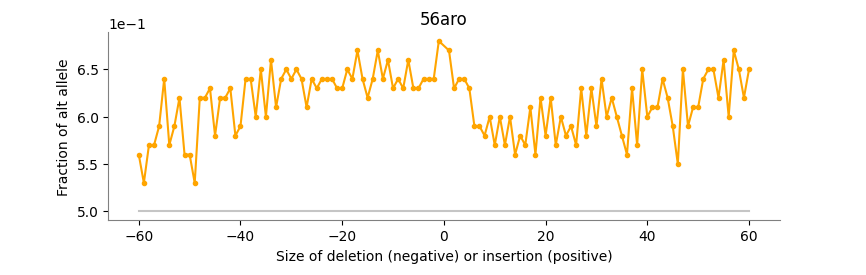 56aro
1e−1
6.5
6.0
5.5
5.0
Fraction of alt allele
−60 −40 −20 0 20 40 60
Size of deletion (negative) or insertion (positive)